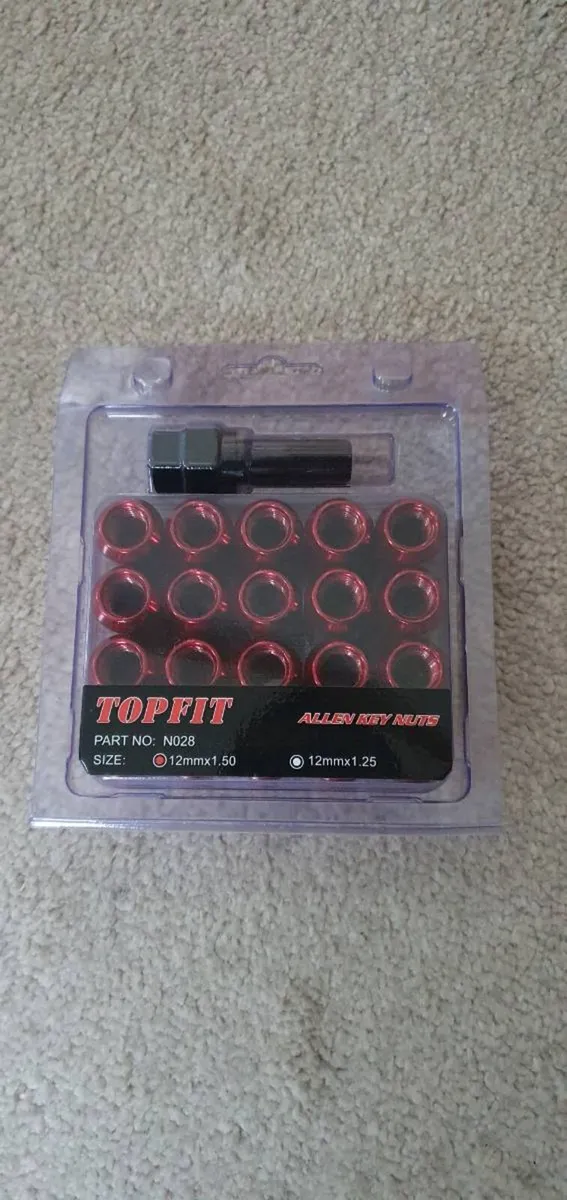 TOPFIT
ALLEN KEY NUTS
PART NO: N028
SIZE: 12mmx1.50 12mmx1.25